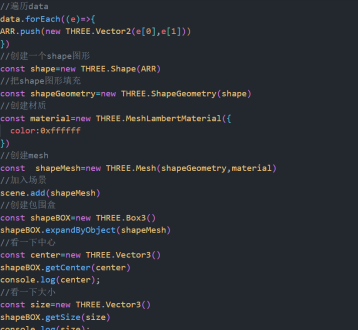 //遍历data
data.forEach((e)=>{
ARR.push(new THREE.Vector2(e[0],e[1]))
})
//创建一个shape图形
const shape=new THREE.Shape(ARR)
//把shape图形填充
const shapeGeometry=new THREE.ShapeGeometry(shape)
//创建材质
const material=new THREE.MeshLambertMaterial({
color:0xffffff
})
//创建mesh
const  shapeMesh=new THREE.Mesh(shapeGeometry,material)
//加入场景
scene.add(shapeMesh)
//创建包围盒
const shapeBOX=new THREE.Box3()
shapeBOX.expandByObject(shapeMesh)
//看一下中心
const center=new THREE.Vector3()
shapeBOX.getCenter(center)
console.log(center);
//看一下大小
const size=new THREE.Vector3()
shapeBOX.getSize(size)
console.log(size);